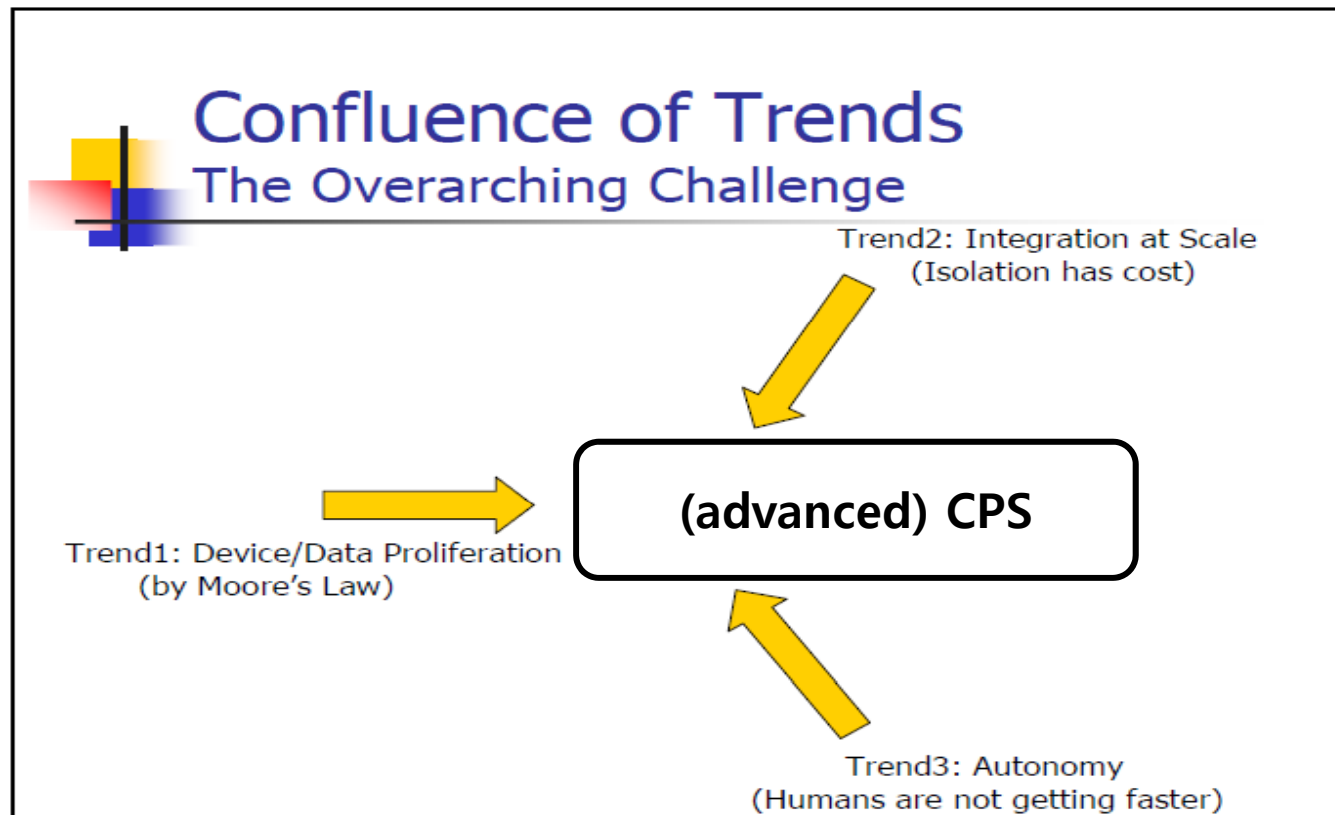 Confluence of Trends
The Overarching Challenge
Trend2: Integration at Scale
(Isolation has cost)
(advanced) CPS
Trend1: Device/Data Proliferation
(by Moore's Law)
Trend3: Autonomy
(Humans are not getting faster)